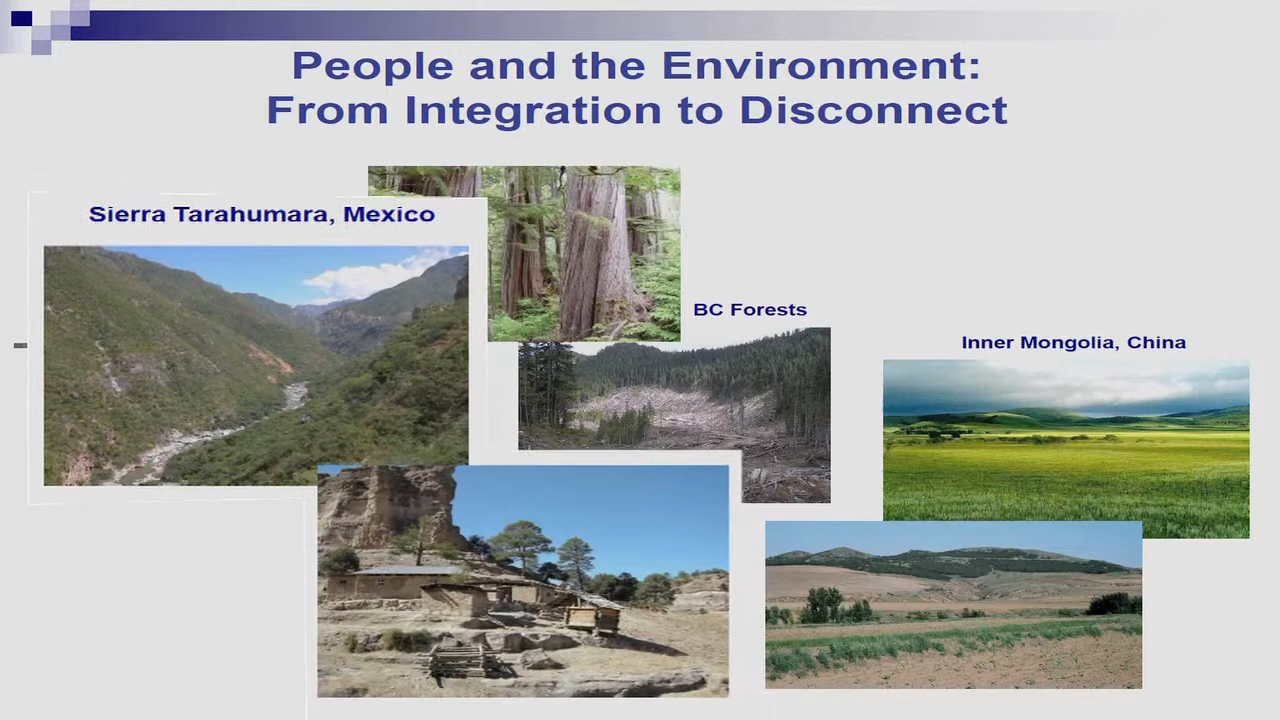 People and the Environment:
From Integration to Disconnect
Sierra Tarahumara, Mexico
BC Forests
Inner Mongolia, China